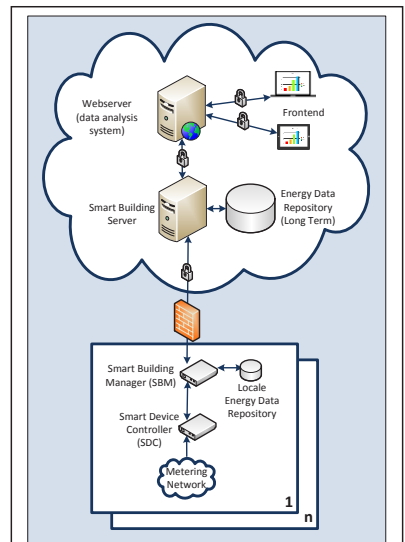 Webserver
(data analysis
system)
Frontend
Smart Building
Server
Energy Data
Repository
(Long Term)
Smart Building
Manager (SBM)
Locale
Energy Data
Repository
Smart Device
Controller
(SDC)
Metering
Network
1
n